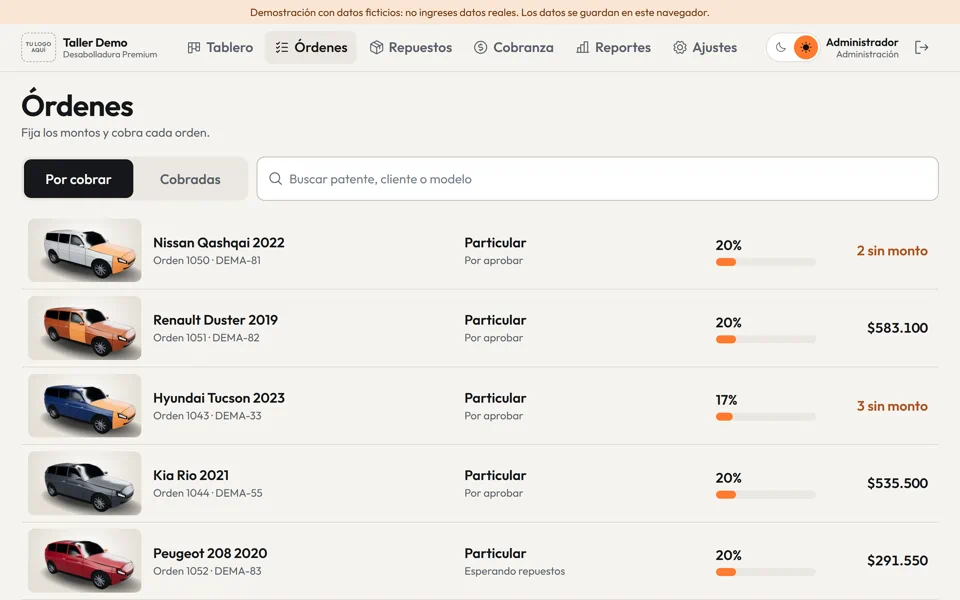 Demostración con datos ficticios: no ingreses datos reales. Los datos se guardan en este navegador.
TU LOGO
AQUÍ
Taller Demo
Desabolladura Premium
Tablero
Órdenes
Repuestos
Cobranza
Reportes
Ajustes
Administrador
Administración
Órdenes
Fija los montos y cobra cada orden.
Por cobrar
Cobradas
Buscar patente, cliente o modelo
Nissan Qashqai 2022
Orden 1050 · DEMA-81
Particular
Por aprobar
20%
2 sin monto
Renault Duster 2019
Orden 1051 · DEMA-82
Particular
Por aprobar
20%
$583.100
Hyundai Tucson 2023
Orden 1043 · DEMA-33
Particular
Por aprobar
17%
3 sin monto
Kia Rio 2021
Orden 1044 · DEMA-55
Particular
Por aprobar
20%
$535.500
Peugeot 208 2020
Orden 1052 · DEMA-83
Particular
Esperando repuestos
20%
$291.550